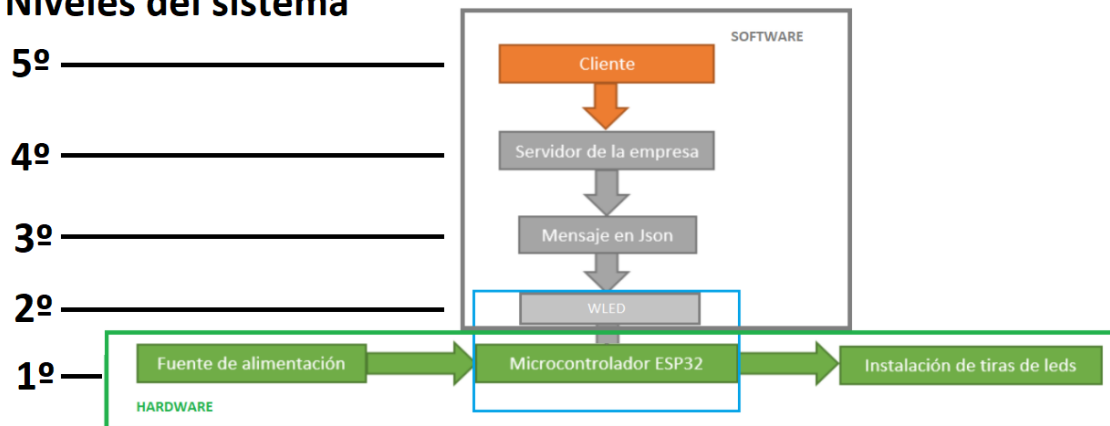 Niveles del sistema
SOFTWARE
5º
Cliente
4º
Servidor de la empresa
3º
Mensaje en Json
2º
WLED
1º
Fuente de alimentación
Microcontrolador ESP32
Instalación de tiras de leds
HARDWARE